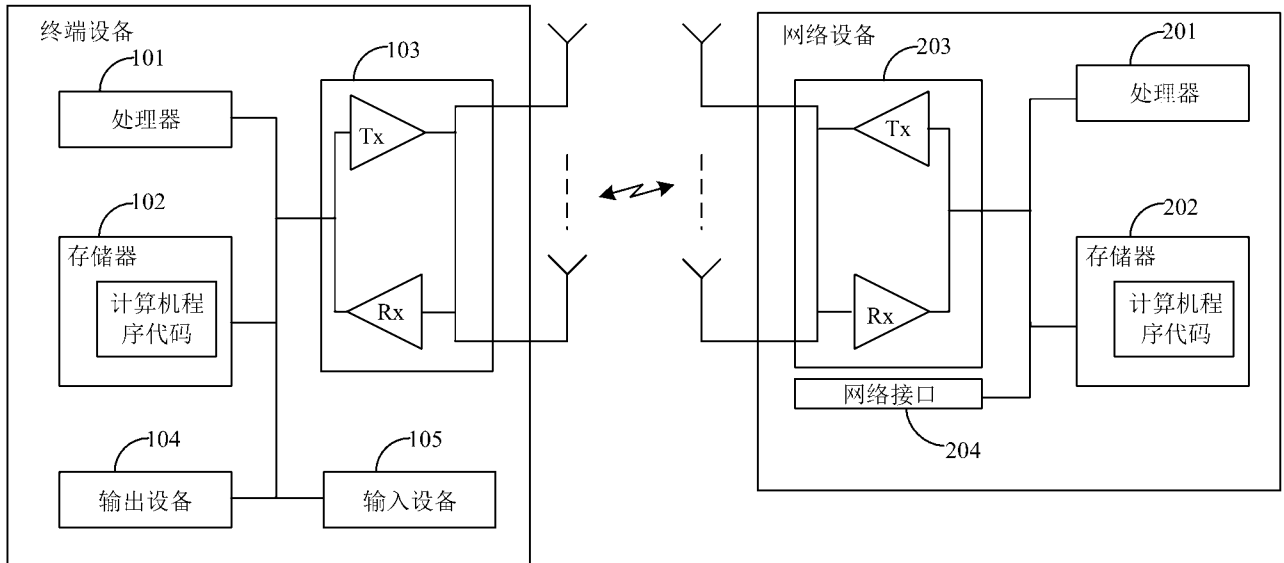 终端设备
101
处理器
102
存储器
计算机程
序代码
103
Tx
Rx
104
输出设备
105
输入设备
网络设备
203
Tx
Rx
201
处理器
202
存储器
计算机程
序代码
网络接口
204